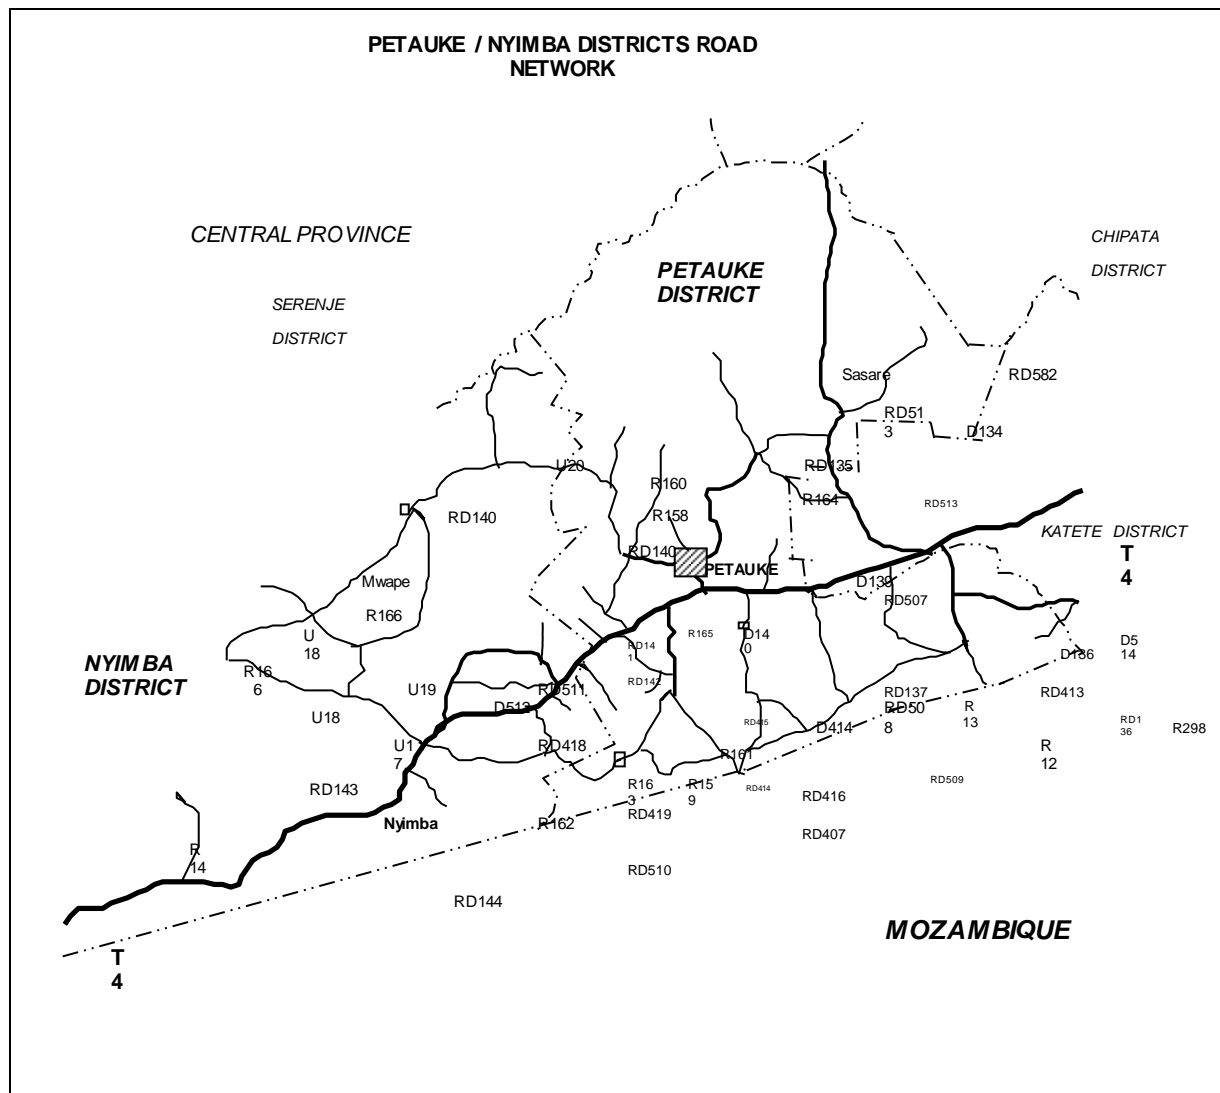 PETAUKE / NYIMBA DISTRICTS ROAD
NETWORK
CENTRAL PROVINCE
CHIPATA
DISTRICT
PETAUKE
DISTRICT
SERENJE
DISTRICT
Sasare
RD582
RD51
3
D134
U20
RD135
R160
R164
RD513
R158
RD140
KATETE DISTRICT
T
4
RD140
PETAUKE
D139
Mwape
RD507
R166
U
18
R165
D14
0
RD14
1
D5
14
D136
NYIMBA
DISTRICT
R16
6
RD142
U19
RD511
RD137
RD413
D512
RD50
8
R
13
U18
RD415
D414
RD1
36
R298
U1
7
RD418
R161
R
12
RD143
R16
3
R15
9
RD414
RD416
RD509
Nyimba
R162
RD419
RD407
R
14
RD510
RD144
MOZAMBIQUE
T
4